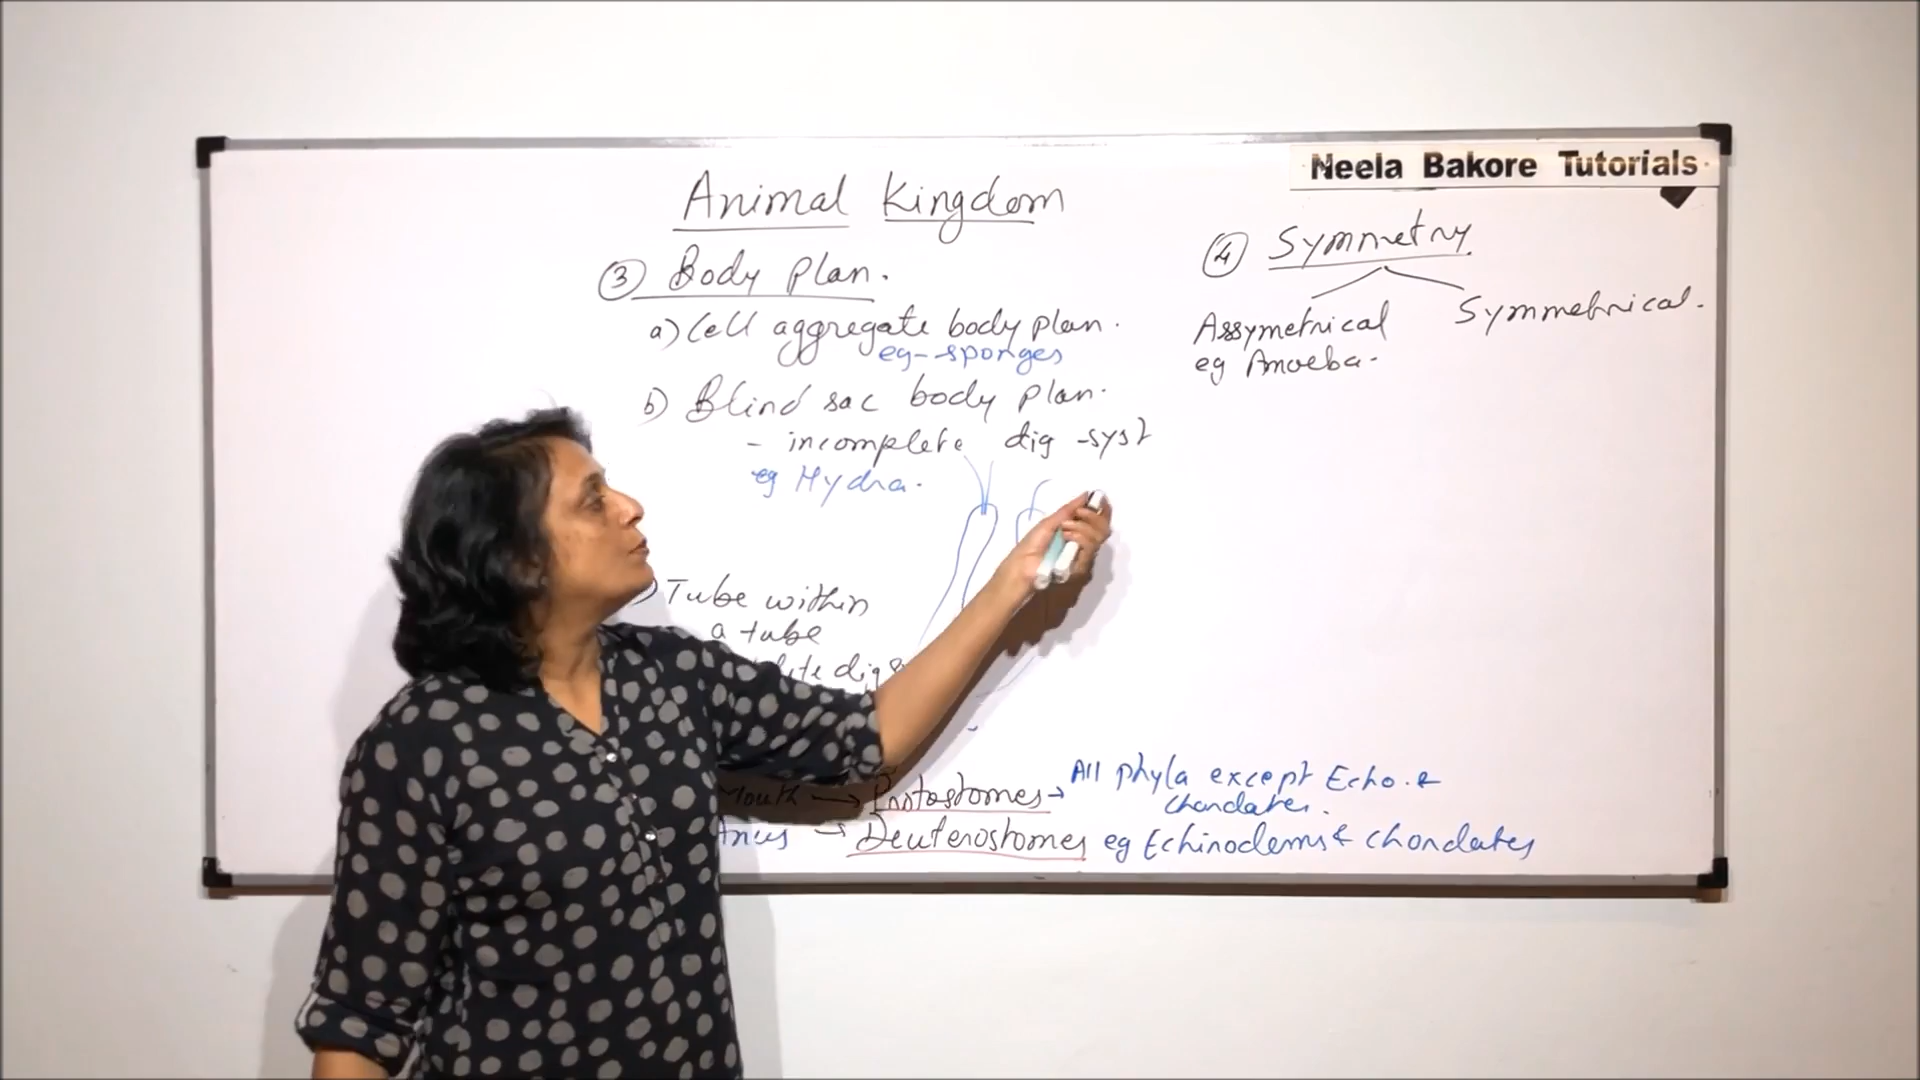 Neela Bakore Tutorials
Animal Kingdom
③ Body Plan.
a) Cell aggregate body plan.
eg- sponges
b) Blind sac body plan.
- incomplete dig -syst
eg Hydra.
) Tube within
a tube
dig
Mouth → Protostomes → All phyla except Echo. &
Chordates.
Anus → Deuterostomes eg Echinoderms & Chordates
④ Symmetry.
Assymetrical
eg Amoeba.
Symmetrical.